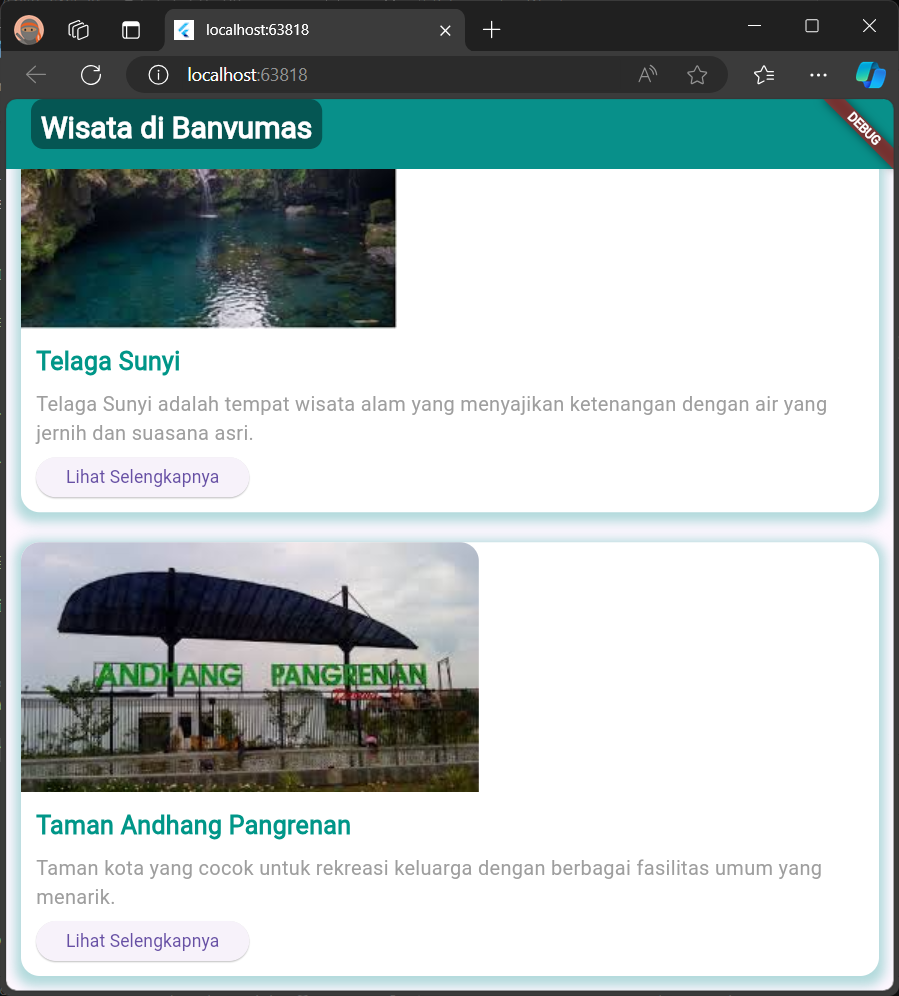 localhost:63818
localhost:63818
Wisata di Banyumas
DEBUG
Telaga Sunyi
Telaga Sunyi adalah tempat wisata alam yang menyajikan ketenangan dengan air yang
jernih dan suasana asri.
Lihat Selengkapnya
ANDHANG PANGRENAN
Taman Andhang Pangrenan
Taman kota yang cocok untuk rekreasi keluarga dengan berbagai fasilitas umum yang
menarik.
Lihat Selengkapnya